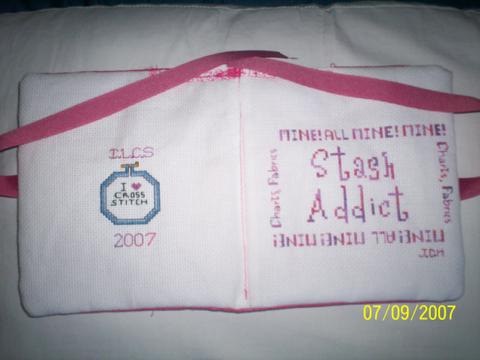 ILCS
I ♥
CROSS
STITCH
2007
MINE! ALL MINE! MINE!
Charts, Fabrics
Stash
Addict
Charts, Fabrics
MINE! ALL MINE! MINE!
JCH
07/09/2007